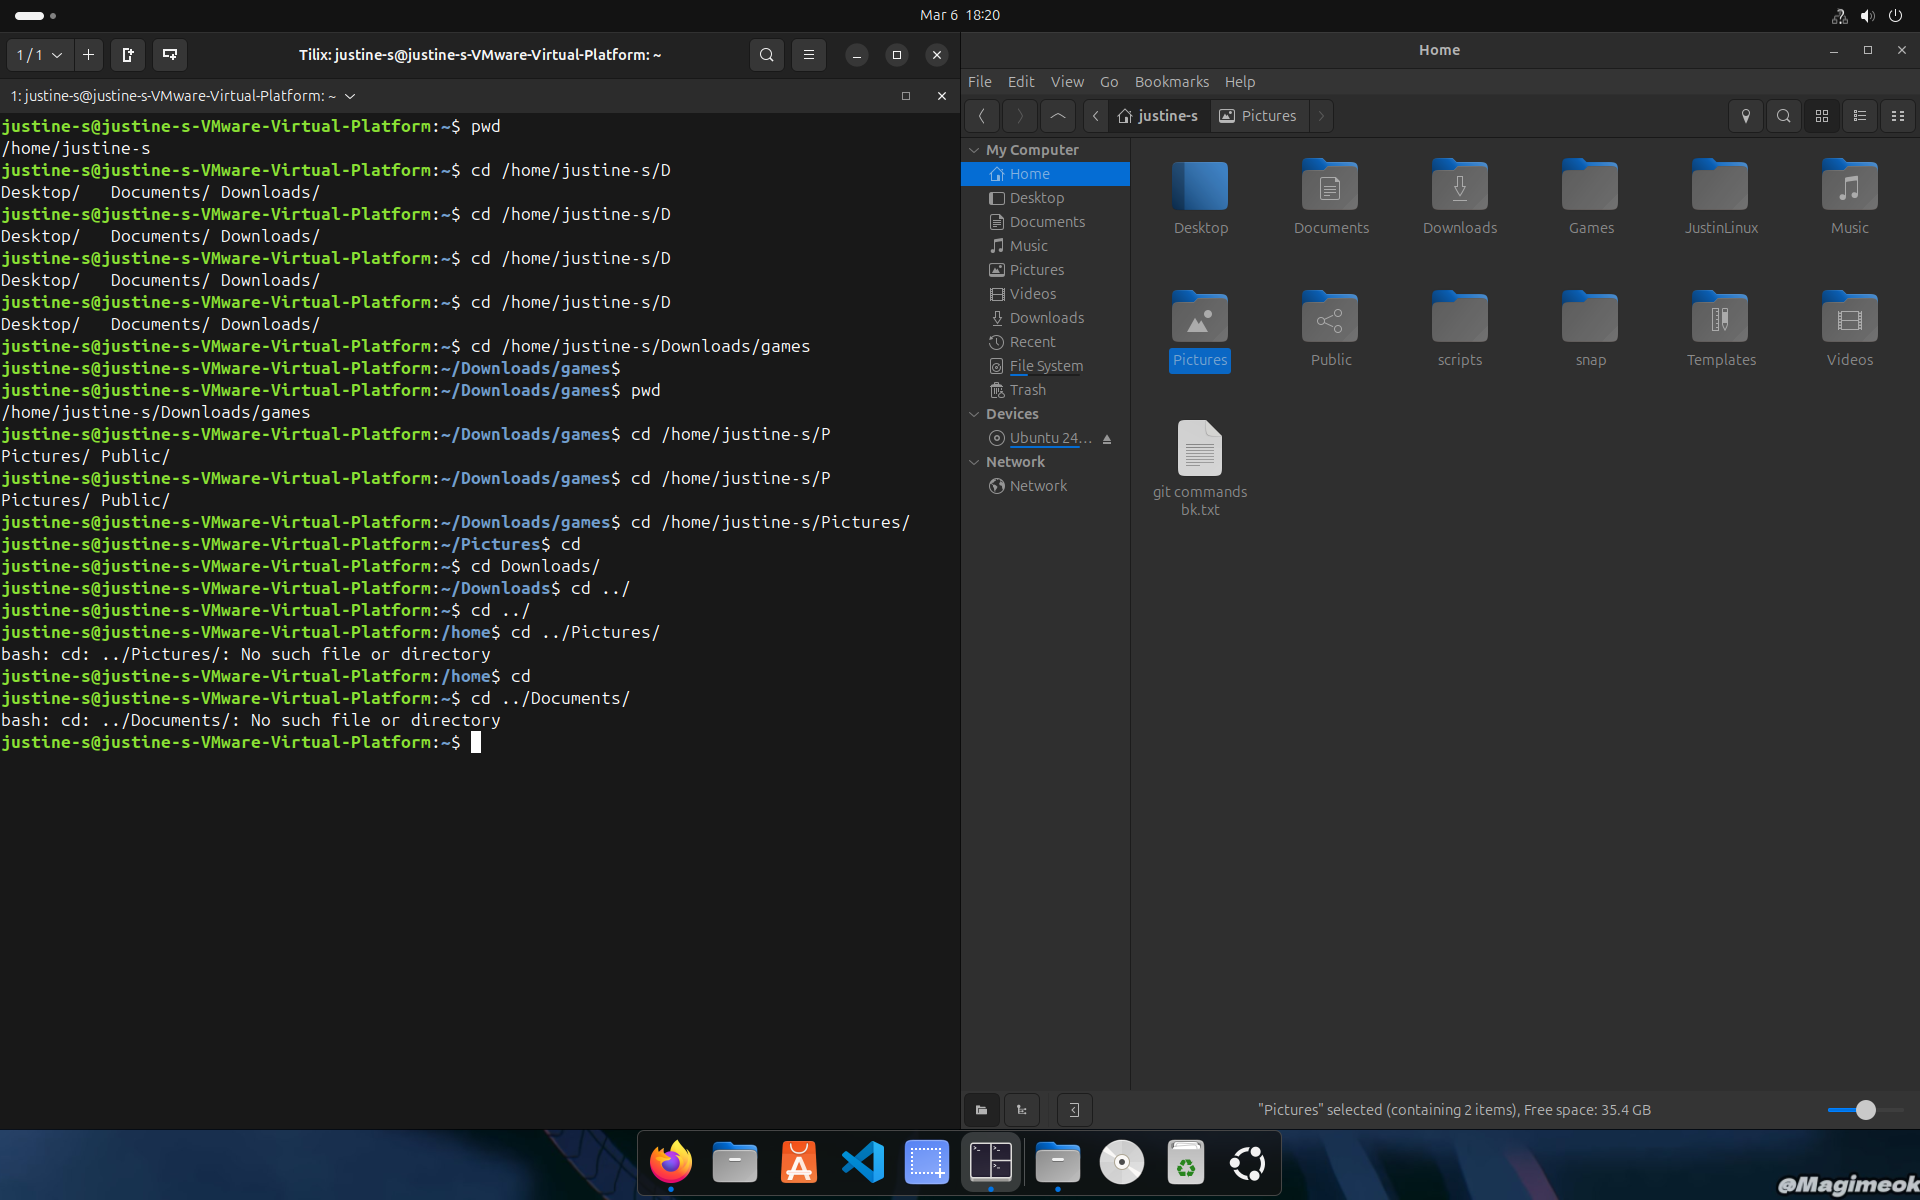 Mar 6 18:20
1 / 1
Tilix: justine-s@justine-s-VMware-Virtual-Platform: ~
1: justine-s@justine-s-VMware-Virtual-Platform: ~
justine-s@justine-s-VMware-Virtual-Platform:~$ pwd
/home/justine-s
justine-s@justine-s-VMware-Virtual-Platform:~$ cd /home/justine-s/D
Desktop/   Documents/ Downloads/
justine-s@justine-s-VMware-Virtual-Platform:~$ cd /home/justine-s/D
Desktop/   Documents/ Downloads/
justine-s@justine-s-VMware-Virtual-Platform:~$ cd /home/justine-s/D
Desktop/   Documents/ Downloads/
justine-s@justine-s-VMware-Virtual-Platform:~$ cd /home/justine-s/D
Desktop/   Documents/ Downloads/
justine-s@justine-s-VMware-Virtual-Platform:~$ cd /home/justine-s/Downloads/games
justine-s@justine-s-VMware-Virtual-Platform:~/Downloads/games$
justine-s@justine-s-VMware-Virtual-Platform:~/Downloads/games$ pwd
/home/justine-s/Downloads/games
justine-s@justine-s-VMware-Virtual-Platform:~/Downloads/games$ cd /home/justine-s/P
Pictures/ Public/
justine-s@justine-s-VMware-Virtual-Platform:~/Downloads/games$ cd /home/justine-s/P
Pictures/ Public/
justine-s@justine-s-VMware-Virtual-Platform:~/Downloads/games$ cd /home/justine-s/Pictures/
justine-s@justine-s-VMware-Virtual-Platform:~/Pictures$ cd
justine-s@justine-s-VMware-Virtual-Platform:~$ cd Downloads/
justine-s@justine-s-VMware-Virtual-Platform:~/Downloads$ cd ../
justine-s@justine-s-VMware-Virtual-Platform:~$ cd ../
justine-s@justine-s-VMware-Virtual-Platform:/home$ cd ../Pictures/
bash: cd: ../Pictures/: No such file or directory
justine-s@justine-s-VMware-Virtual-Platform:/home$ cd
justine-s@justine-s-VMware-Virtual-Platform:~$ cd ../Documents/
bash: cd: ../Documents/: No such file or directory
justine-s@justine-s-VMware-Virtual-Platform:~$
Home
File Edit View Go Bookmarks Help
justine-s Pictures
My Computer
Home
Desktop
Documents
Music
Pictures
Videos
Downloads
Recent
File System
Trash
Devices
Ubuntu 24...
Network
Network
Desktop Documents Downloads Games JustinLinux Music
Pictures Public scripts snap Templates Videos
git commands
bk.txt
"Pictures" selected (containing 2 items), Free space: 35.4 GB
@Magimeok